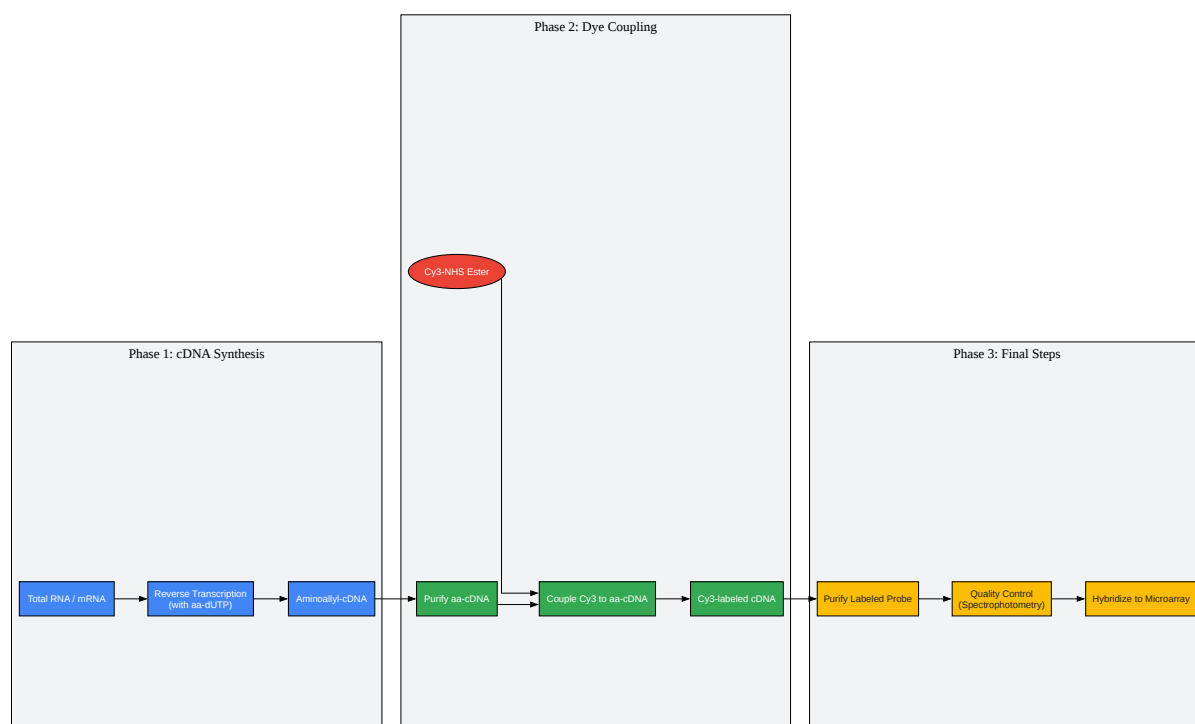 Phase 2: Dye Coupling
Cy3-NHS Ester
Phase 1: cDNA Synthesis
Phase 3: Final Steps
Total RNA / mRNA
Reverse Transcription
(with aa-dUTP)
Aminoallyl-cDNA
Purify aa-cDNA
Couple Cy3 to aa-cDNA
Cy3-labeled cDNA
Purify Labeled Probe
Quality Control
(Spectrophotometry)
Hybridize to Microarray